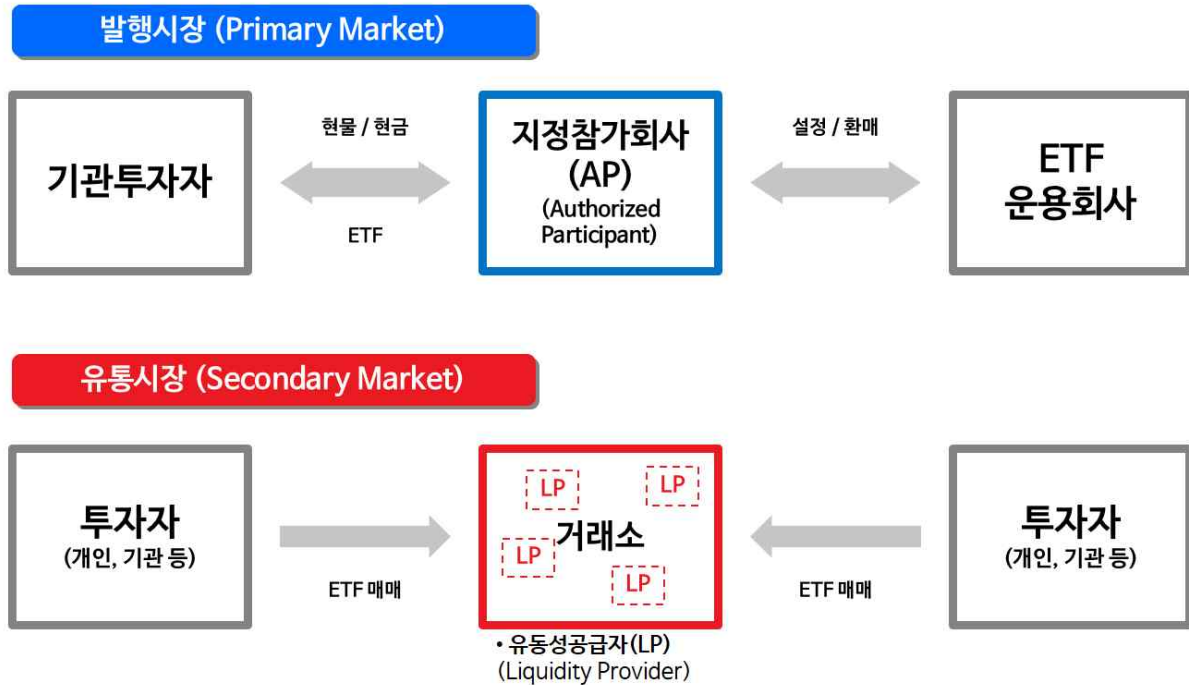 발행시장 (Primary Market)
기관투자자
현물 / 현금
ETF
지정참가회사
(AP)
(Authorized
Participant)
설정 / 환매
ETF
운용회사
유통시장 (Secondary Market)
투자자
(개인, 기관 등)
ETF 매매
LP
LP
거래소
LP
LP
• 유동성공급자(LP)
(Liquidity Provider)
ETF 매매
투자자
(개인, 기관 등)